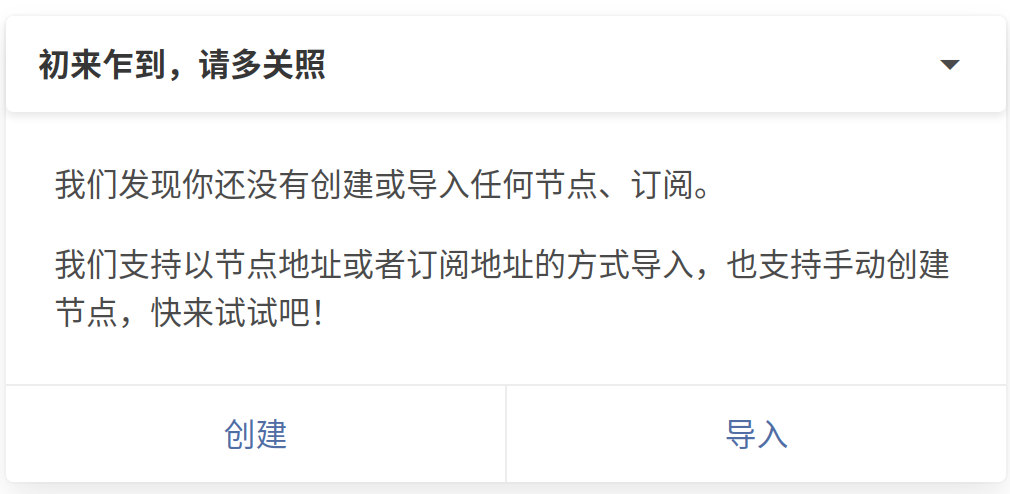 初来乍到，请多关照
我们发现你还没有创建或导入任何节点、订阅。
我们支持以节点地址或者订阅地址的方式导入，也支持手动创建
节点，快来试试吧！
创建
导入